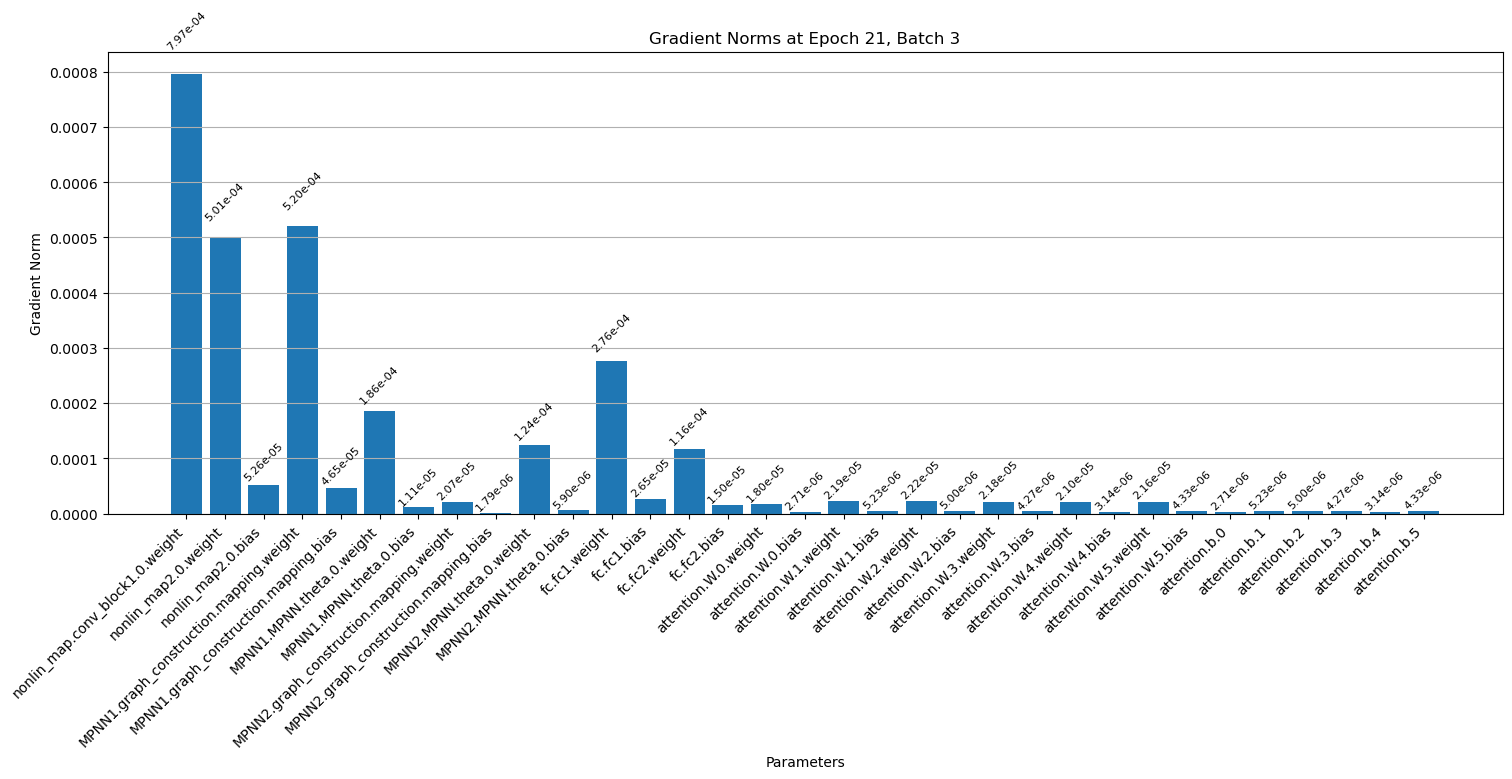 Gradient Norms at Epoch 21, Batch 3
Gradient Norm
0.0008
0.0007
0.0006
0.0005
0.0004
0.0003
0.0002
0.0001
0.0000
7.97e-04
5.01e-04
5.26e-05
5.20e-04
4.65e-05
1.86e-04
1.11e-05
2.07e-05
1.79e-06
1.24e-04
5.90e-06
2.76e-04
2.65e-05
1.16e-04
1.50e-05
1.80e-05
2.71e-06
2.19e-05
5.23e-06
2.22e-05
5.00e-06
2.18e-05
4.27e-06
2.10e-05
3.14e-06
2.16e-05
4.33e-06
2.71e-06
5.23e-06
5.00e-06
4.27e-06
3.14e-06
4.33e-06
nonlin_map.conv_block1.0.weight
nonlin_map2.0.weight
nonlin_map2.0.bias
MPNN1.graph_construction.mapping.weight
MPNN1.graph_construction.mapping.bias
MPNN1.MPNN.theta.0.weight
MPNN1.MPNN.theta.0.bias
MPNN2.graph_construction.mapping.weight
MPNN2.graph_construction.mapping.bias
MPNN2.MPNN.theta.0.weight
MPNN2.MPNN.theta.0.bias
fc.fc1.weight
fc.fc1.bias
fc.fc2.weight
fc.fc2.bias
attention.W.0.weight
attention.W.0.bias
attention.W.1.weight
attention.W.1.bias
attention.W.2.weight
attention.W.2.bias
attention.W.3.weight
attention.W.3.bias
attention.W.4.weight
attention.W.4.bias
attention.W.5.weight
attention.W.5.bias
attention.b.0
attention.b.1
attention.b.2
attention.b.3
attention.b.4
attention.b.5
Parameters